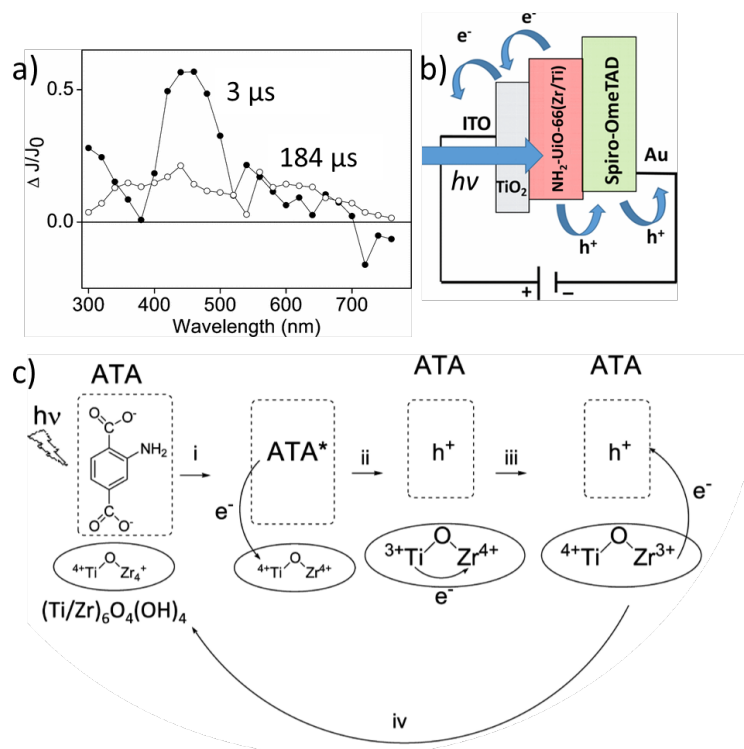 a)
Δ J/J0
0.5
0.0
3 μs
184 μs
300 400 500 600 700
Wavelength (nm)
b)
e-
e-
ITO
hν
TiO2
NH2-UiO-66(Zr/Ti)
Spiro-OmeTAD
Au
h+
h+
+ –
c)
ATA
hν
O O-
C
NH2
C
O O-
O
4+Ti Zr4+
(Ti/Zr)6O4(OH)4
i
ATA*
e-
O
4+Ti Zr4+
ii
ATA
h+
O
3+Ti Zr4+
e-
iii
ATA
h+
e-
O
4+Ti Zr3+
iv